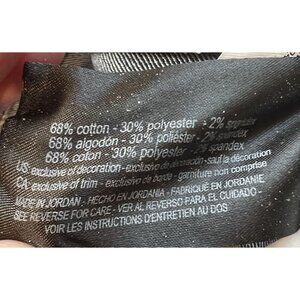 68% cotton - 30% polyester - 2% spandex
68% algodón - 30% poliéster - 2% spandex
68% coton - 30% polyester - 2% spandex
US: exclusive of decoration - exclusivo de decoración - sauf la décoration
CA: exclusive of trim - exclusivo de borde - garniture non comprise
MADE IN JORDAN - HECHO EN JORDANIA - FABRIQUÉ EN JORDANIE
SEE REVERSE FOR CARE - VER AL REVERSO PARA EL CUIDADO -
VOIR LES INSTRUCTIONS D'ENTRETIEN AU DOS